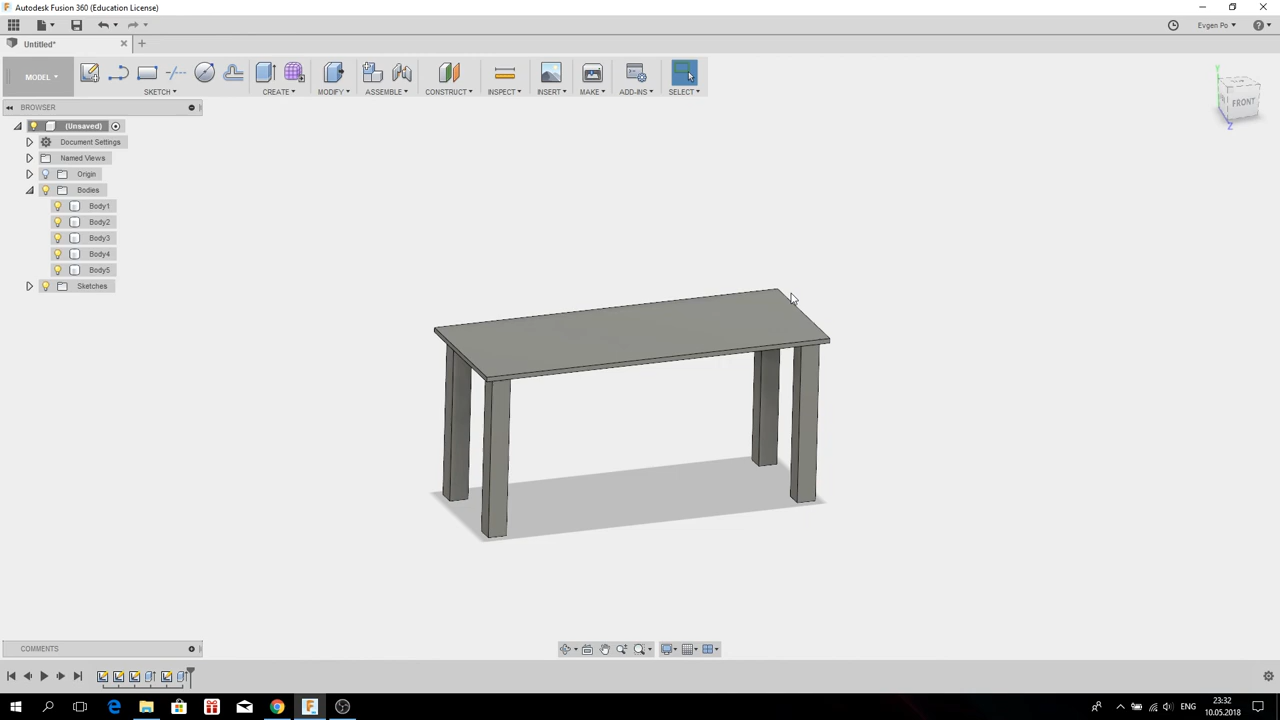 Autodesk Fusion 360 (Education License)
Evgen Po
Untitled*
MODEL
SKETCH
CREATE
MODIFY
ASSEMBLE
CONSTRUCT
INSPECT
INSERT
MAKE
ADD-INS
SELECT
FRONT
Y
Z
BROWSER
(Unsaved)
Document Settings
Named Views
Origin
Bodies
Body1
Body2
Body3
Body4
Body5
Sketches
COMMENTS
ENG
23:32
10.05.2018